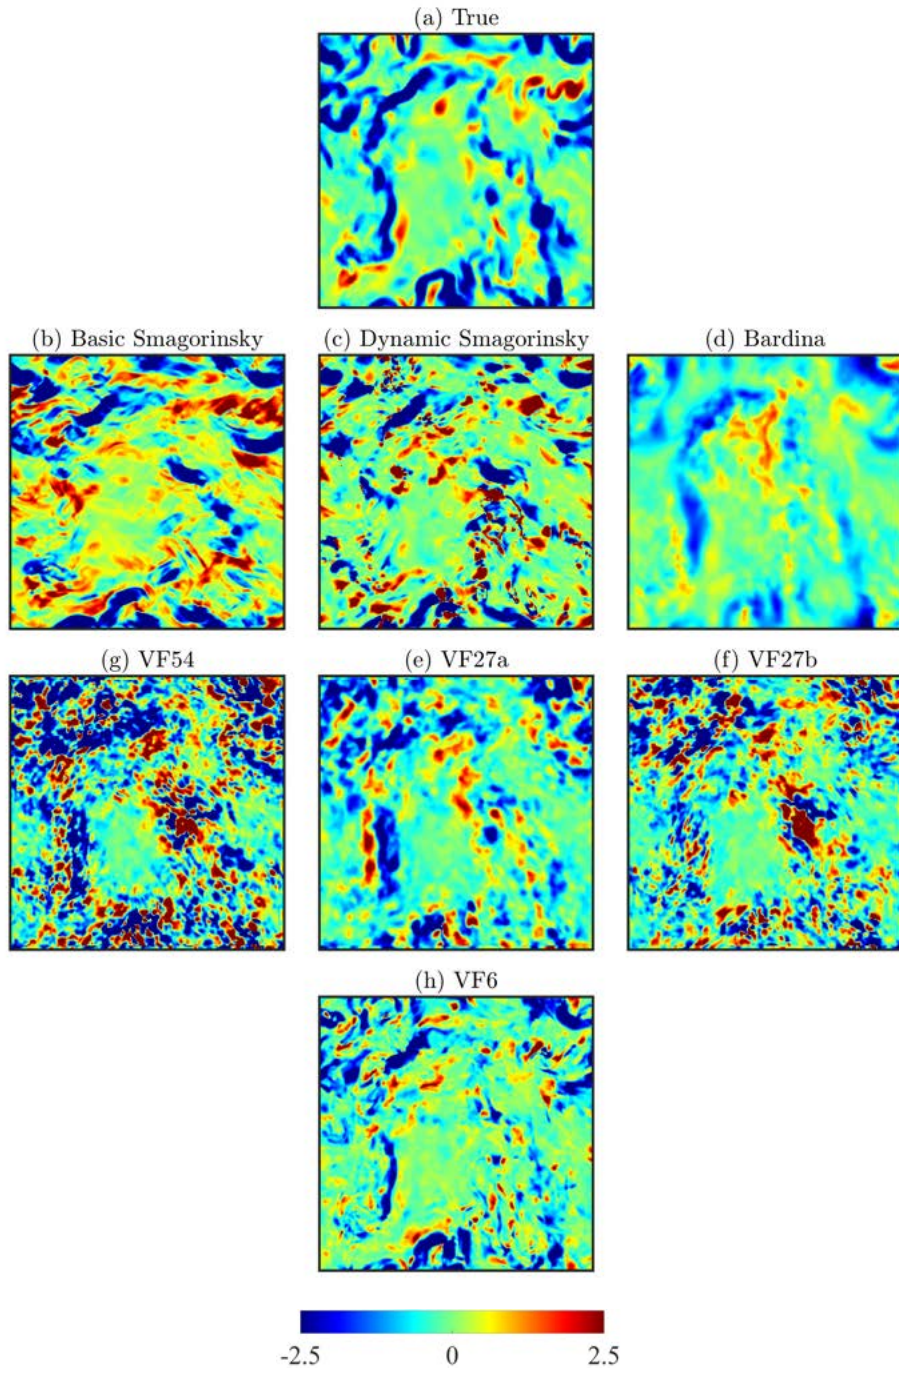 (a) True
(b) Basic Smagorinsky
(c) Dynamic Smagorinsky
(d) Bardina
(g) VF54
(e) VF27a
(f) VF27b
(h) VF6
-2.5 0 2.5